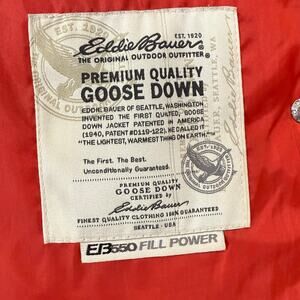 EST. 1920
Eddie Bauer
THE ORIGINAL OUTDOOR OUTFITTER®
PREMIUM QUALITY
GOOSE DOWN
EDDIE BAUER OF SEATTLE, WASHINGTON
INVENTED THE FIRST QUILTED, GOOSE
DOWN JACKET PATENTED IN AMERICA
(1940, PATENT #D119-122). HE CALLED IT
"THE LIGHTEST, WARMEST THING ON EARTH."
The First. The Best.
Unconditionally Guaranteed.
PREMIUM QUALITY
GOOSE DOWN
CERTIFIED BY
Eddie Bauer
FINEST QUALITY CLOTHING 100% GUARANTEED
SEATTLE · USA
EB550 FILL POWER